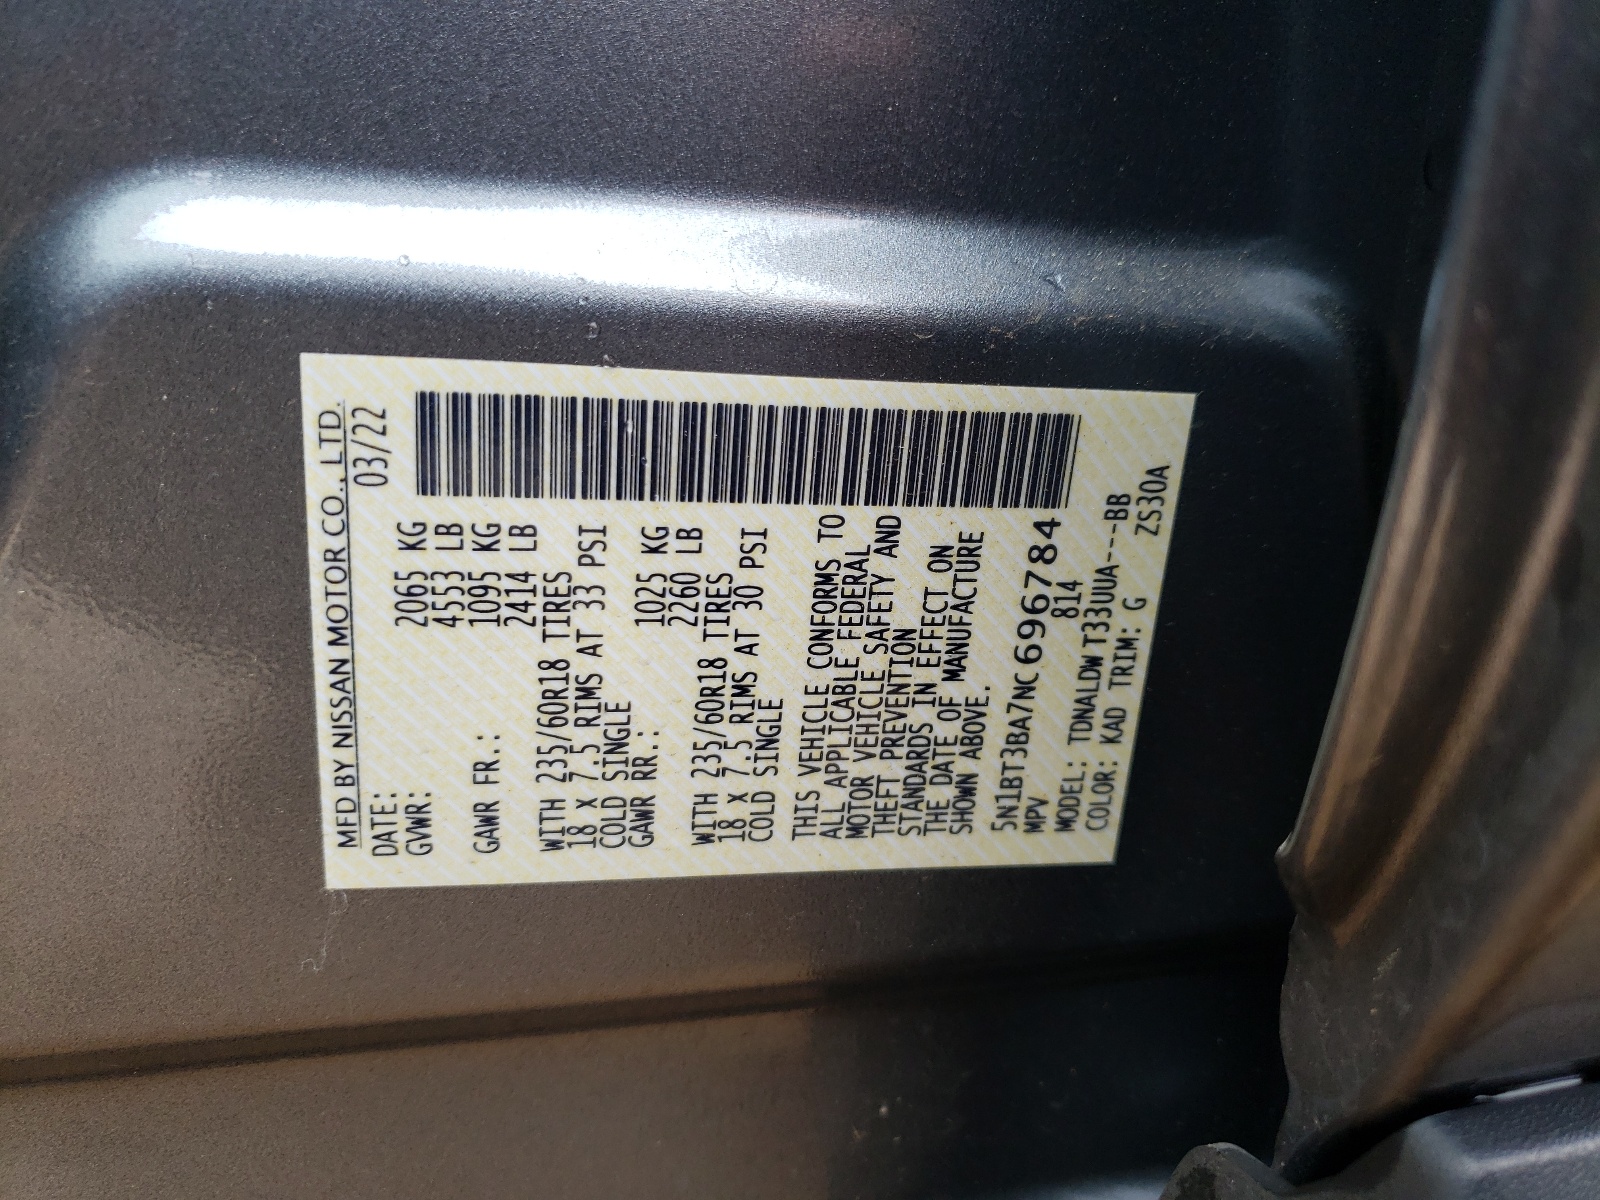 MFD BY NISSAN MOTOR CO., LTD.
DATE: 03/22
GVWR: 2065 KG
4553 LB
GAWR FR.: 1095 KG
2414 LB
WITH 235/60R18 TIRES
18 X 7.5 RIMS AT 33 PSI
COLD SINGLE
GAWR RR.: 1025 KG
2260 LB
WITH 235/60R18 TIRES
18 X 7.5 RIMS AT 30 PSI
COLD SINGLE
THIS VEHICLE CONFORMS TO
ALL APPLICABLE FEDERAL
MOTOR VEHICLE SAFETY AND
THEFT PREVENTION
STANDARDS IN EFFECT ON
THE DATE OF MANUFACTURE
SHOWN ABOVE.
5N1BT3BA7NC696784
MPV 814
MODEL: TDNALDW T33UUA---BB
COLOR: KAD TRIM: G ZS30A